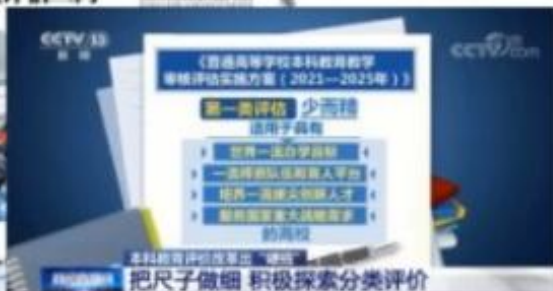 CCTV 13
新闻
CCTV.com
《普通高等学校本科教育教学
审核评估实施方案（2021—2025年）》
第一类评估 少而精
适用于具有
世界一流办学目标
一流师资队伍和育人平台
培养一流拔尖创新人才
服务国家重大战略需求
的高校
本科教育评价改革出“硬招”
把尺子做细 积极探索分类评价